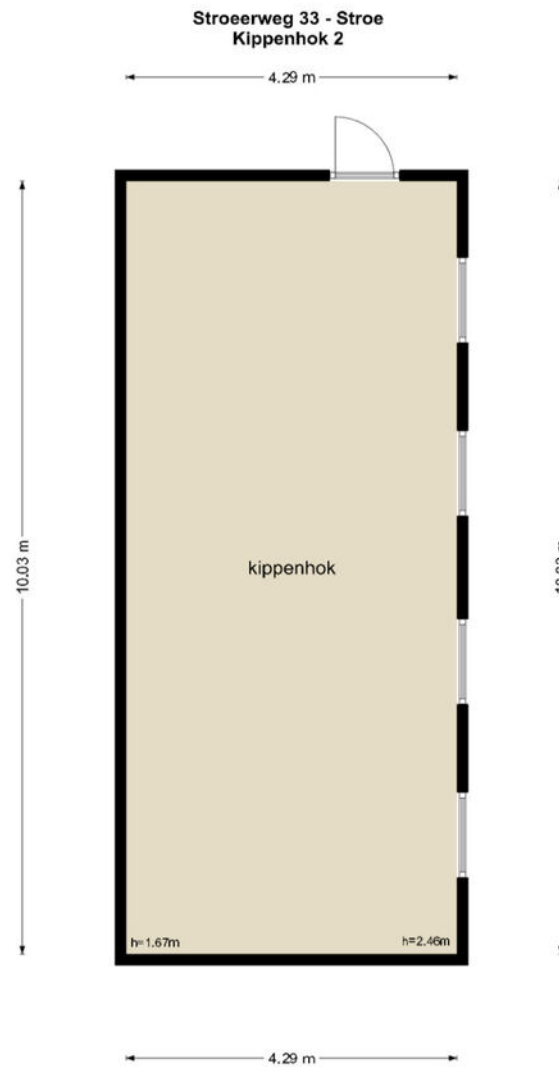 Stroeerweg 33 - Stroe
Kippenhok 2
4.29 m
10.03 m
kippenhok
h=1.67m
h=2.46m
4.29 m